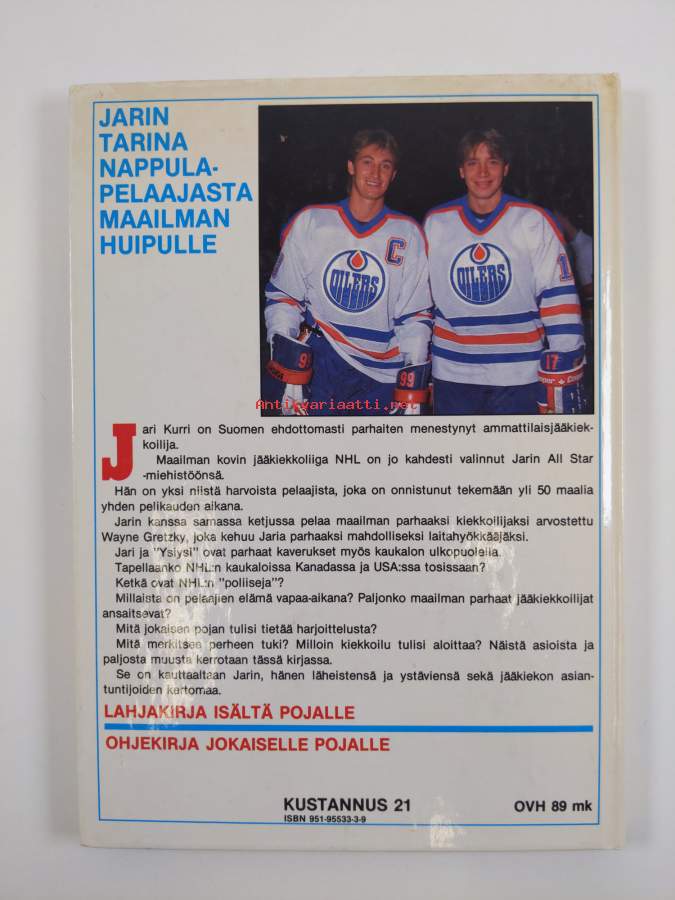 JARIN
TARINA
NAPPULA-
PELAAJASTA
MAAILMAN
HUIPULLE
C
OILERS
OILERS
1
99
99
17
Cooper
Antikvariaatti.net
Jari Kurri on Suomen ehdottomasti parhaiten menestynyt ammattilaisjääkiek-
koilija.
Maailman kovin jääkiekkoliiga NHL on jo kahdesti valinnut Jarin All Star
-miehistöönsä.
Hän on yksi niistä harvoista pelaajista, joka on onnistunut tekemään yli 50 maalia
yhden pelikauden aikana.
Jarin kanssa samassa ketjussa pelaa maailman parhaaksi kiekkoilijaksi arvostettu
Wayne Gretzky, joka kehuu Jaria parhaaksi mahdolliseksi laitahyökkääjäksi.
Jari ja "Ysiysi" ovat parhaat kaverukset myös kaukalon ulkopuolella.
Tapellaanko NHL:n kaukaloissa Kanadassa ja USA:ssa tosissaan?
Ketkä ovat NHL:n "poliiseja"?
Millaista on pelaajien elämä vapaa-aikana? Paljonko maailman parhaat jääkiekkoilijat
ansaitsevat?
Mitä jokaisen pojan tulisi tietää harjoittelusta?
Mitä merkitsee perheen tuki? Milloin kiekkoilu tulisi aloittaa? Näistä asioista ja
paljosta muusta kerrotaan tässä kirjassa.
Se on kauttaaltaan Jarin, hänen läheistensä ja ystäviensä sekä jääkiekon asian-
tuntijoiden kertomaa.
LAHJAKIRJA ISÄLTÄ POJALLE
OHJEKIRJA JOKAISELLE POJALLE
KUSTANNUS 21
OVH 89 mk
ISBN 951-95533-3-9